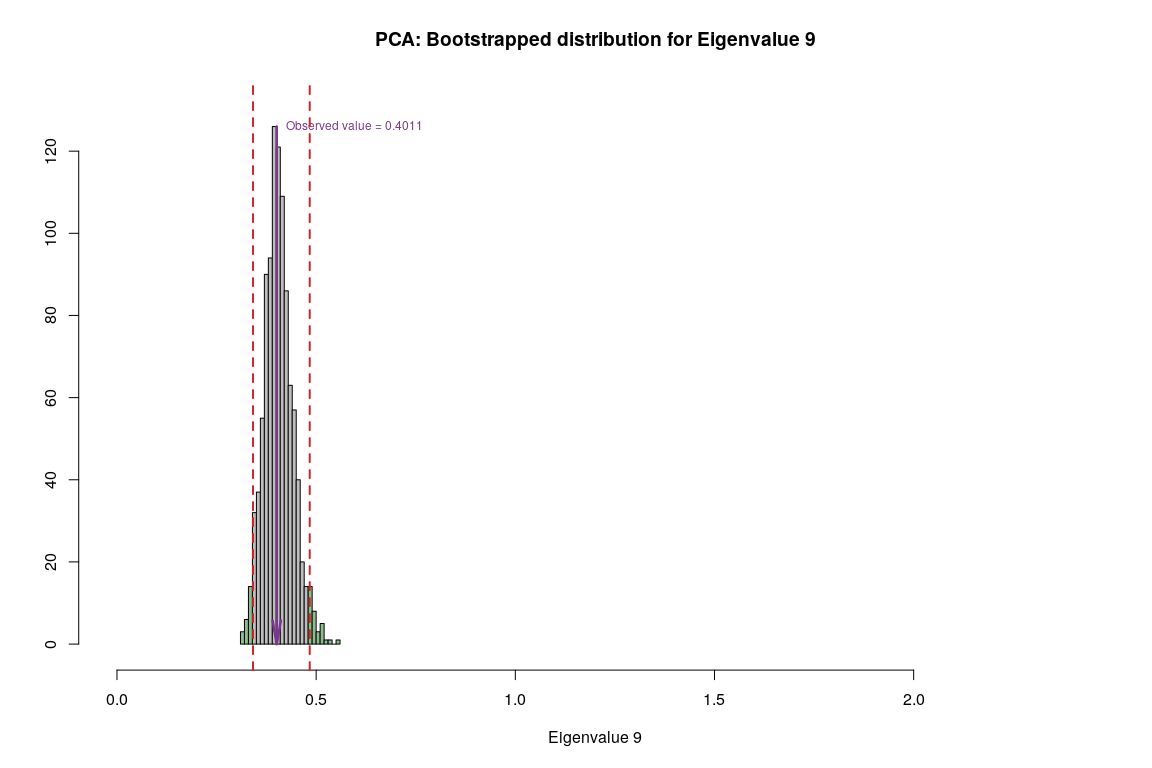 PCA: Bootstrapped distribution for Eigenvalue 9
Observed value = 0.4011
120
100
80
60
40
20
0
0.0 0.5 1.0 1.5 2.0
Eigenvalue 9